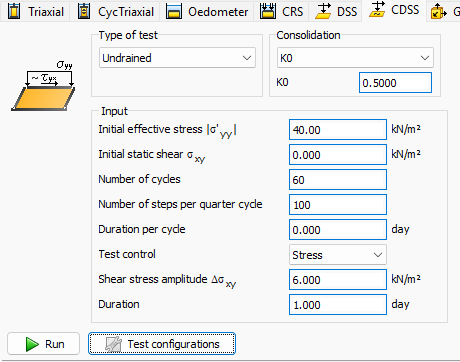 Triaxial CycTriaxial Oedometer CRS DSS CDSS G
Type of test Consolidation
Undrained K0
K0 0.5000
σyy
~ τyx
Input
Initial effective stress |σ'yy| 40.00 kN/m²
Initial static shear σxy 0.000 kN/m²
Number of cycles 60
Number of steps per quarter cycle 100
Duration per cycle 0.000 day
Test control Stress
Shear stress amplitude Δσxy 6.000 kN/m²
Duration 1.000 day
Run Test configurations